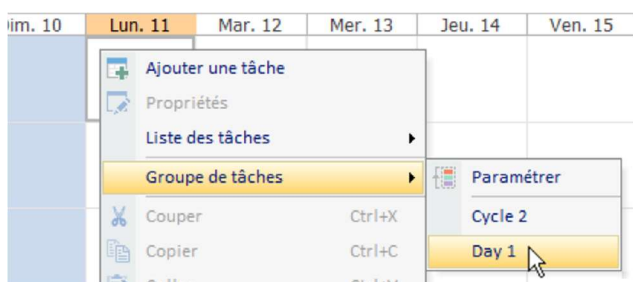 im. 10 Lun. 11 Mar. 12 Mer. 13 Jeu. 14 Ven. 15
Ajouter une tâche
Propriétés
Liste des tâches
Groupe de tâches
Paramétrer
Couper Ctrl+X
Cycle 2
Copier Ctrl+C
Day 1